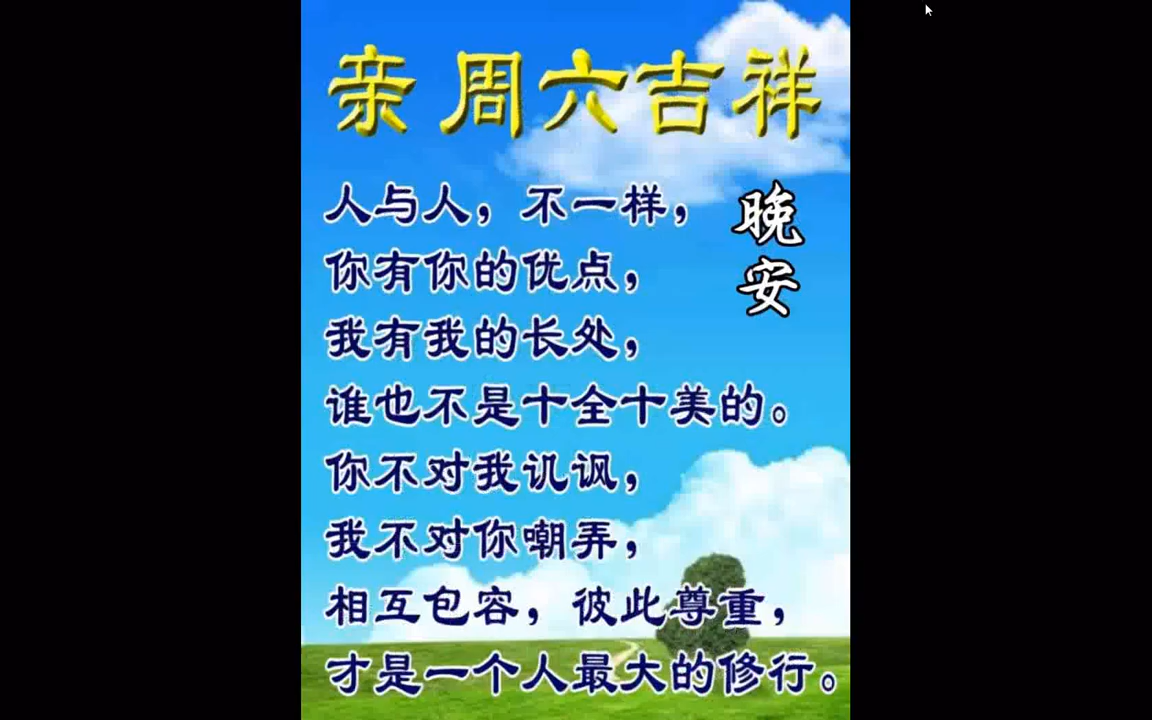 亲 周六吉祥
晚安
人与人，不一样，
你有你的优点，
我有我的长处，
谁也不是十全十美的。
你不对我讥讽，
我不对你嘲弄，
相互包容，彼此尊重，
才是一个人最大的修行。